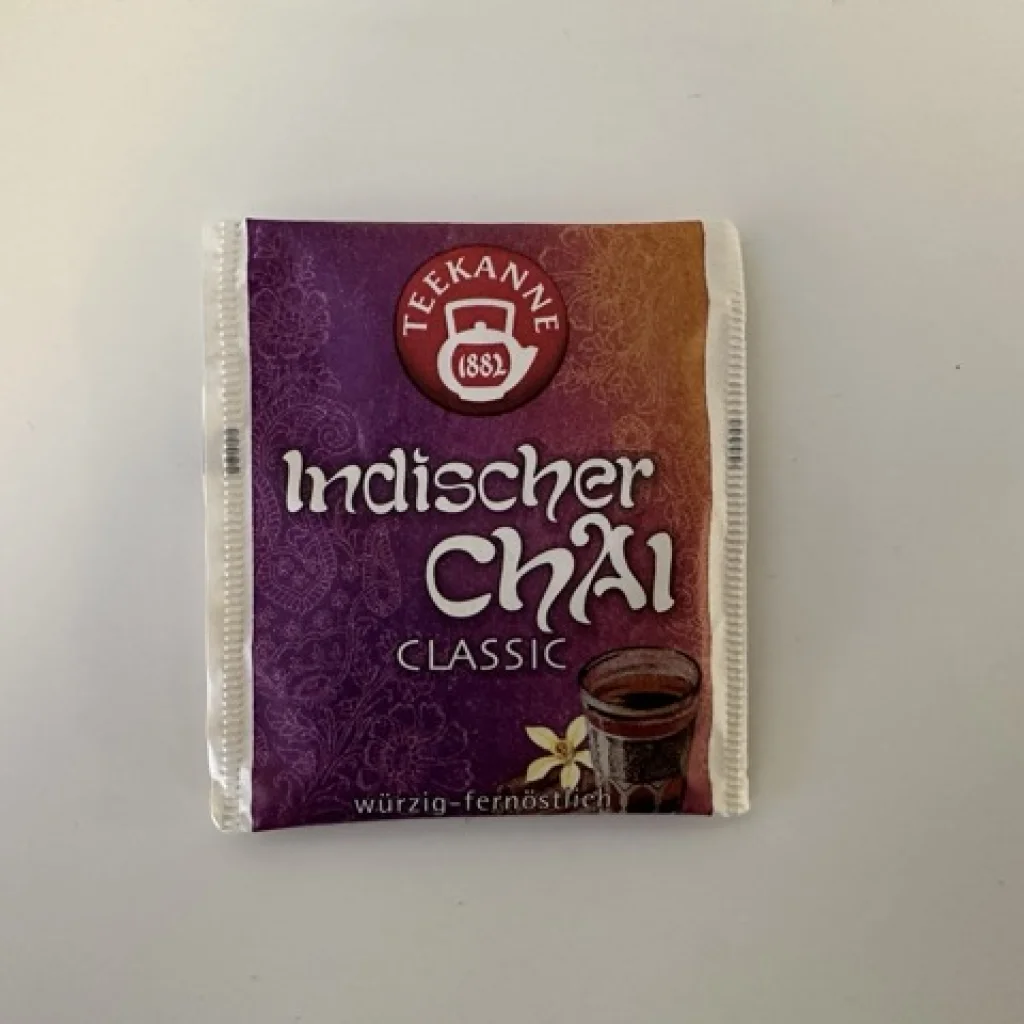 TEEKANNE
1882
Indischer
Chai
CLASSIC
würzig-fernöstlich